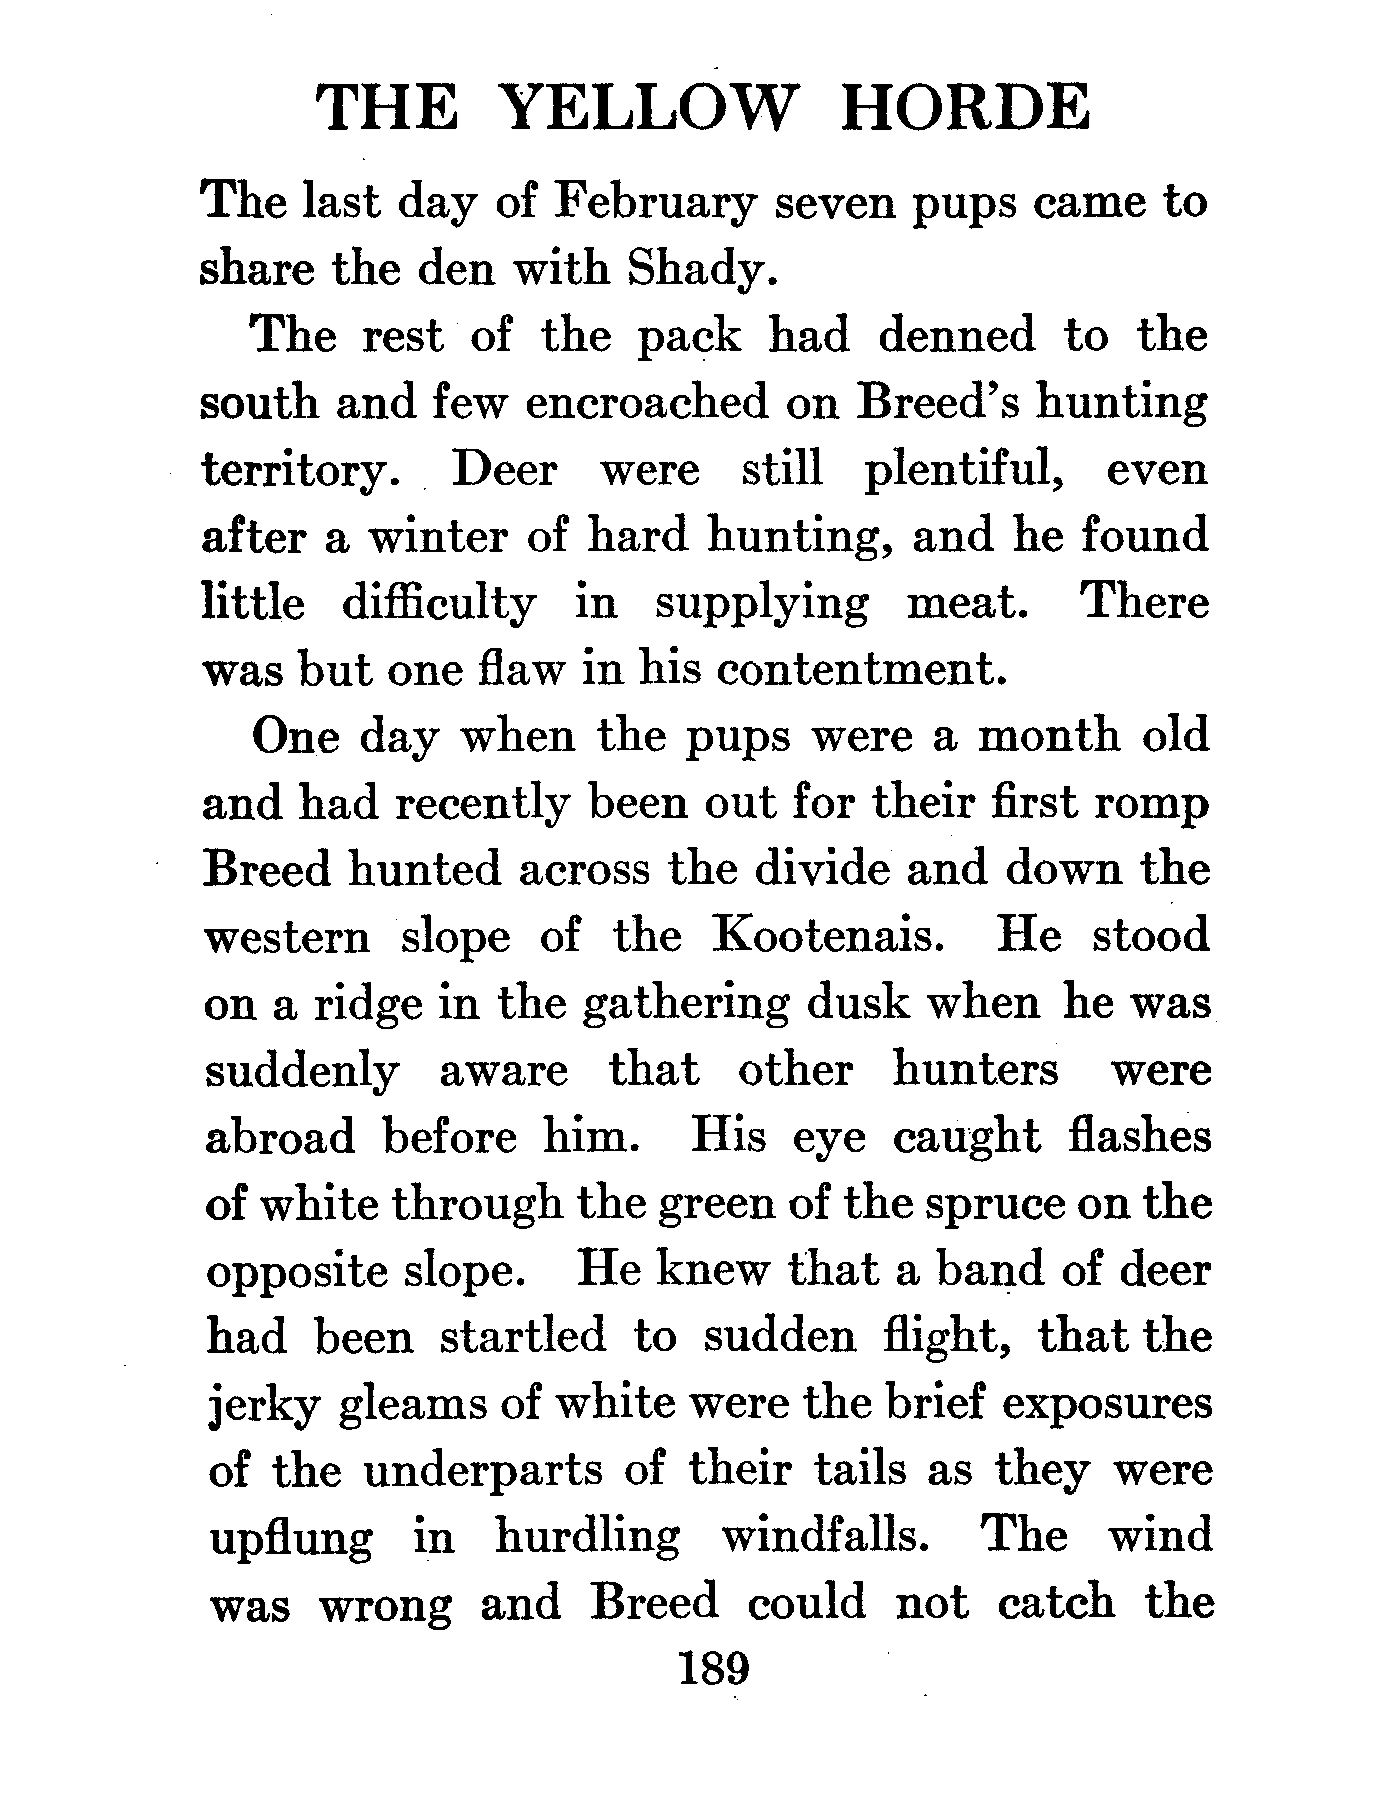 THE YELLOW HORDE
The last day of February seven pups came to
share the den with Shady.
The rest of the pack had denned to the
south and few encroached on Breed's hunting
territory. Deer were still plentiful, even
after a winter of hard hunting, and he found
little difficulty in supplying meat. There
was but one flaw in his contentment.
One day when the pups were a month old
and had recently been out for their first romp
Breed hunted across the divide and down the
western slope of the Kootenais. He stood
on a ridge in the gathering dusk when he was
suddenly aware that other hunters were
abroad before him. His eye caught flashes
of white through the green of the spruce on the
opposite slope. He knew that a band of deer
had been startled to sudden flight, that the
jerky gleams of white were the brief exposures
of the underparts of their tails as they were
upflung in hurdling windfalls. The wind
was wrong and Breed could not catch the
189